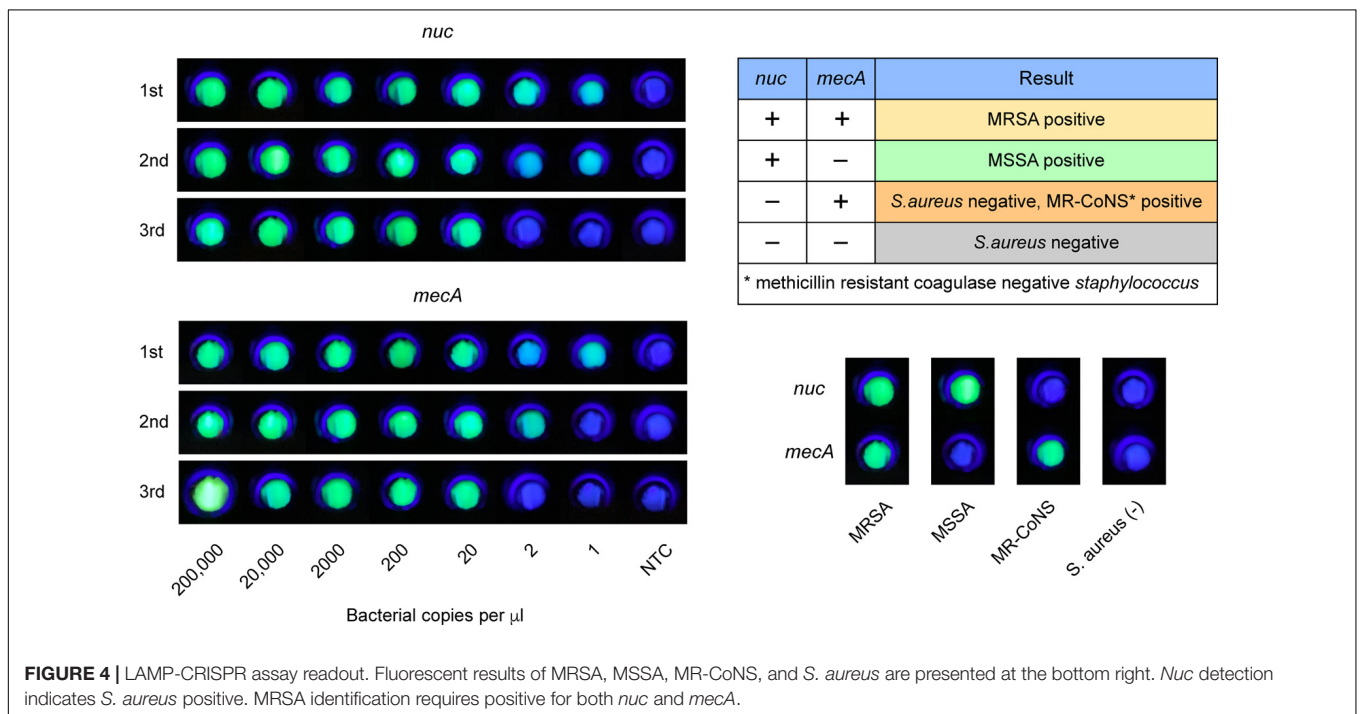 nuc
1st
2nd
3rd
mecA
1st
2nd
3rd
200,000 20,000 2000 200 20 2 1 NTC
Bacterial copies per μl
nuc mecA Result
+ + MRSA positive
+ – MSSA positive
– + S.aureus negative, MR-CoNS* positive
– – S.aureus negative
* methicillin resistant coagulase negative staphylococcus
nuc
mecA
MRSA MSSA MR-CoNS S. aureus (-)
FIGURE 4 | LAMP-CRISPR assay readout. Fluorescent results of MRSA, MSSA, MR-CoNS, and S. aureus are presented at the bottom right. Nuc detection
indicates S. aureus positive. MRSA identification requires positive for both nuc and mecA.